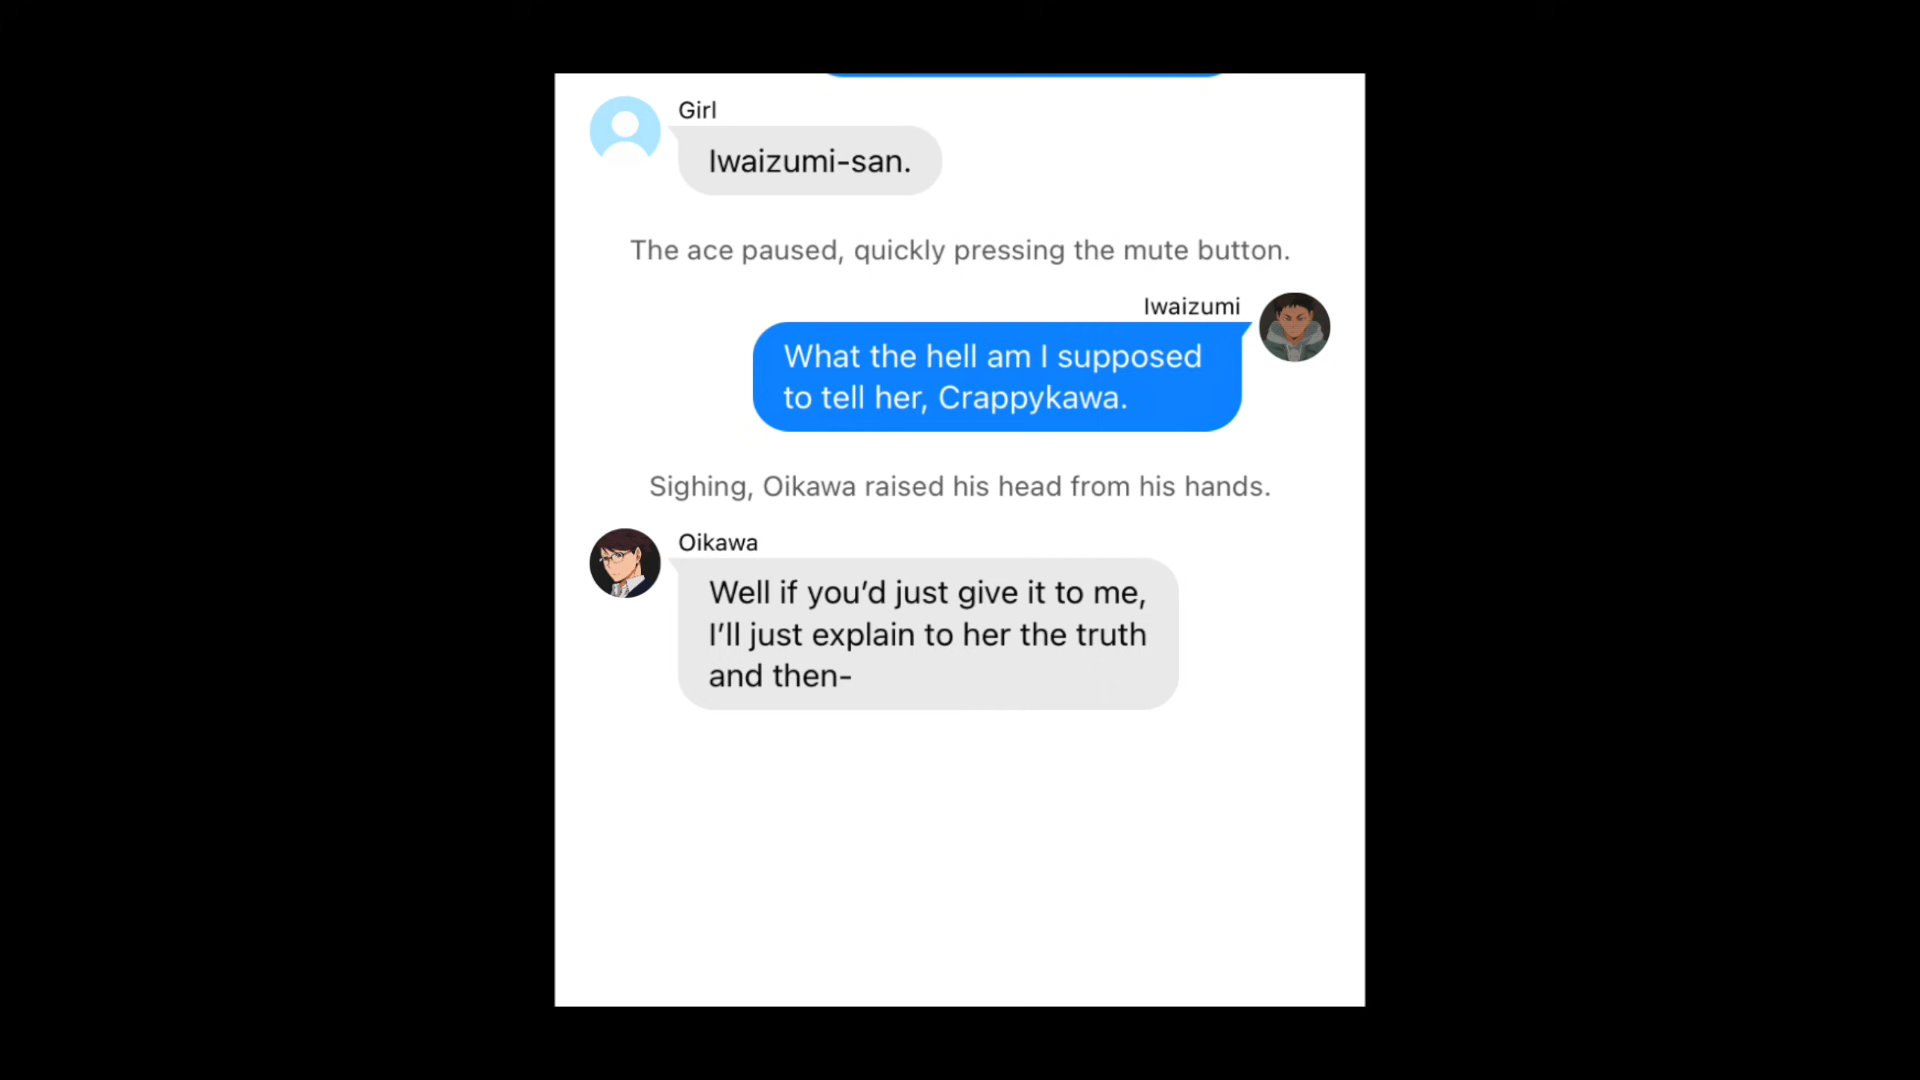 Girl
Iwaizumi-san.
The ace paused, quickly pressing the mute button.
Iwaizumi
What the hell am I supposed
to tell her, Crappykawa.
Sighing, Oikawa raised his head from his hands.
Oikawa
Well if you’d just give it to me,
I’ll just explain to her the truth
and then-